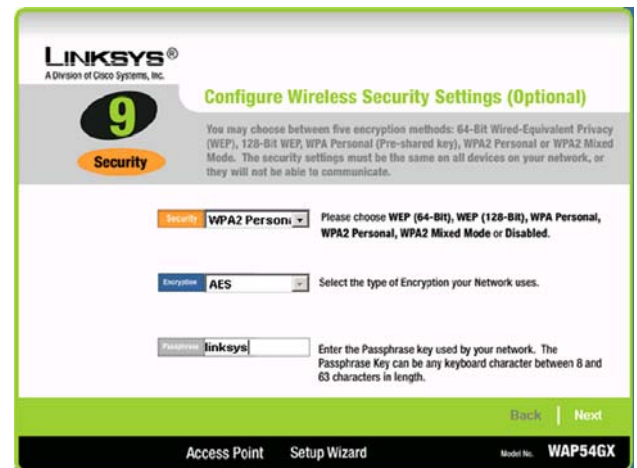 LINKSYS®
A Division of Cisco Systems, Inc.
9
Security
Configure Wireless Security Settings (Optional)
You may choose between five encryption methods: 64-Bit Wired-Equivalent Privacy
(WEP), 128-Bit WEP, WPA Personal (Pre-shared key), WPA2 Personal or WPA2 Mixed
Mode. The security settings must be the same on all devices on your network, or
they will not be able to communicate.
Security WPA2 Person
Please choose WEP (64-Bit), WEP (128-Bit), WPA Personal,
WPA2 Personal, WPA2 Mixed Mode or Disabled.
Encryption AES
Select the type of Encryption your Network uses.
Passphrase linksys
Enter the Passphrase key used by your network. The
Passphrase Key can be any keyboard character between 8 and
63 characters in length.
Back | Next
Access Point Setup Wizard Model No. WAP54GX